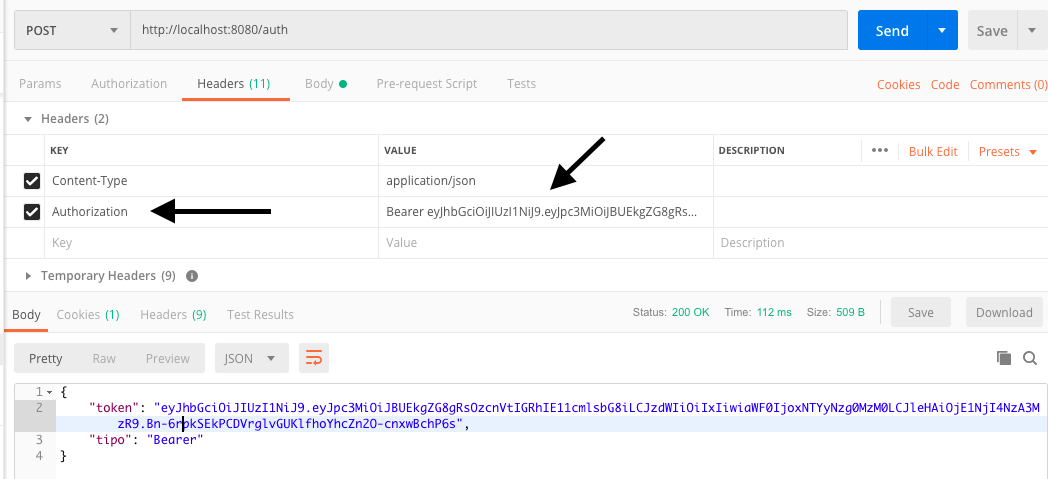 POST http://localhost:8080/auth Send Save
Params Authorization Headers (11) Body Pre-request Script Tests Cookies Code Comments (0)
Headers (2)
KEY VALUE DESCRIPTION ••• Bulk Edit Presets
Content-Type application/json
Authorization Bearer eyJhbGciOiJIUzI1NiJ9.eyJpc3MiOiJBUEkgZG8gRs...
Key Value Description
Temporary Headers (9)
Body Cookies (1) Headers (9) Test Results Status: 200 OK Time: 112 ms Size: 509 B Save Download
Pretty Raw Preview JSON
1 {
2 "token": "eyJhbGciOiJIUzI1NiJ9.eyJpc3MiOiJBUEkgZG8gRsOzcnVtIGRhIE11cmlsbG8iLCJzdWIiOiIxIiwiaWF0IjoxNTYyNzg0MzM0LCJleHAiOjE1NjI4NzA3M
zR9.Bn-6rpkSEkPCDVrglvGUKlfhoYhcZn2O-cnxwBchP6s",
3 "tipo": "Bearer"
4 }